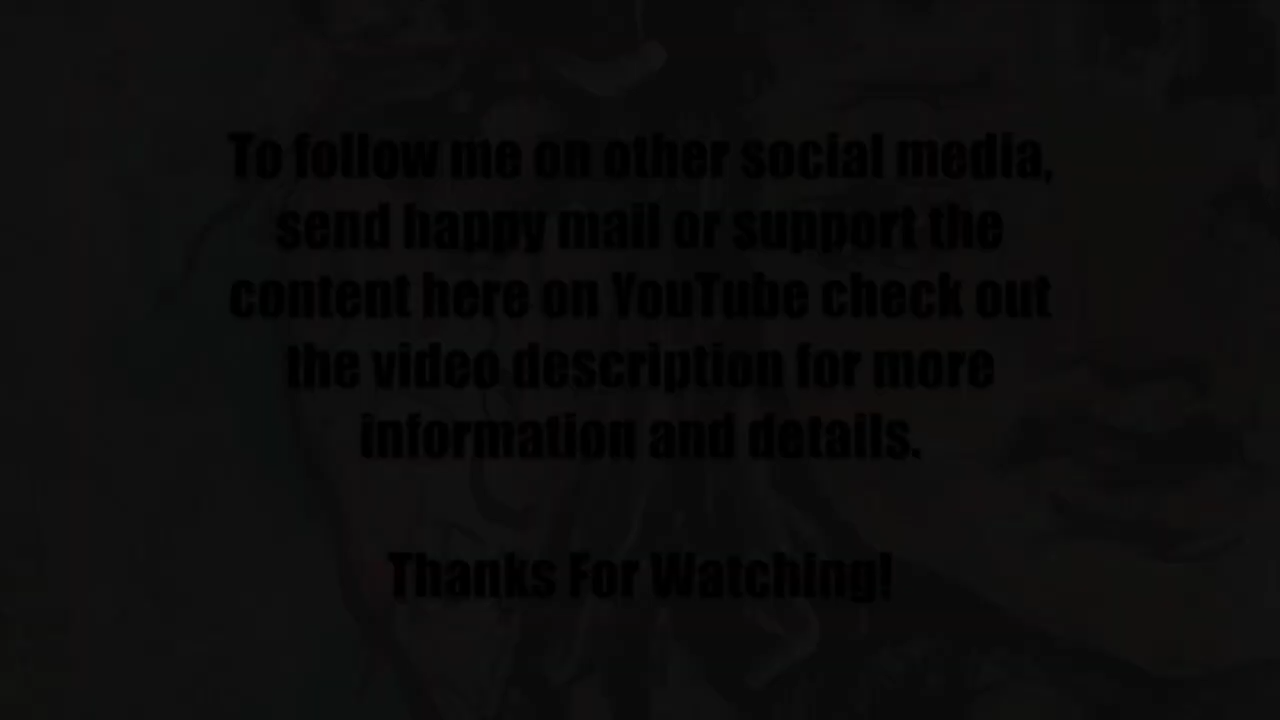 To follow me on other social media,
send happy mail or support the
content here on YouTube check out
the video description for more
information and details.
Thanks For Watching!